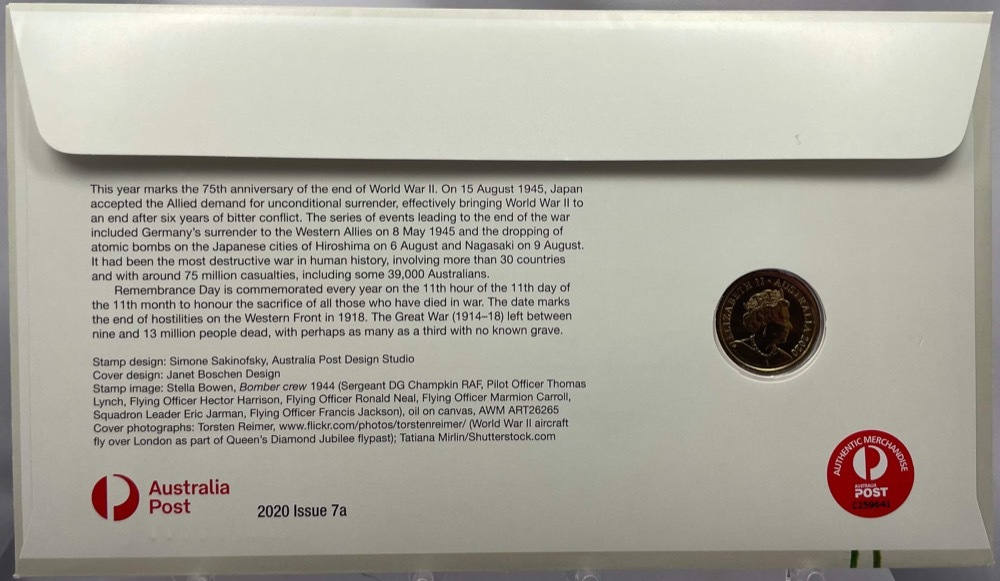 This year marks the 75th anniversary of the end of World War II. On 15 August 1945, Japan
accepted the Allied demand for unconditional surrender, effectively bringing World War II to
an end after six years of bitter conflict. The series of events leading to the end of the war
included Germany's surrender to the Western Allies on 8 May 1945 and the dropping of
atomic bombs on the Japanese cities of Hiroshima on 6 August and Nagasaki on 9 August.
It had been the most destructive war in human history, involving more than 30 countries
and with around 75 million casualties, including some 39,000 Australians.
Remembrance Day is commemorated every year on the 11th hour of the 11th day of
the 11th month to honour the sacrifice of all those who have died in war. The date marks
the end of hostilities on the Western Front in 1918. The Great War (1914–18) left between
nine and 13 million people dead, with perhaps as many as a third with no known grave.
Stamp design: Simone Sakinofsky, Australia Post Design Studio
Cover design: Janet Boschen Design
Stamp image: Stella Bowen, Bomber crew 1944 (Sergeant DG Champkin RAF, Pilot Officer Thomas
Lynch, Flying Officer Hector Harrison, Flying Officer Ronald Neal, Flying Officer Marmion Carroll,
Squadron Leader Eric Jarman, Flying Officer Francis Jackson), oil on canvas, AWM ART26265
Cover photographs: Torsten Reimer, www.flickr.com/photos/torstenreimer/ (World War II aircraft
fly over London as part of Queen's Diamond Jubilee flypast); Tatiana Mirlin/Shutterstock.com
Australia
Post
2020 Issue 7a
ELIZABETH II • AUSTRALIA 2020
AUTHENTIC MERCHANDISE
AUSTRALIA
POST